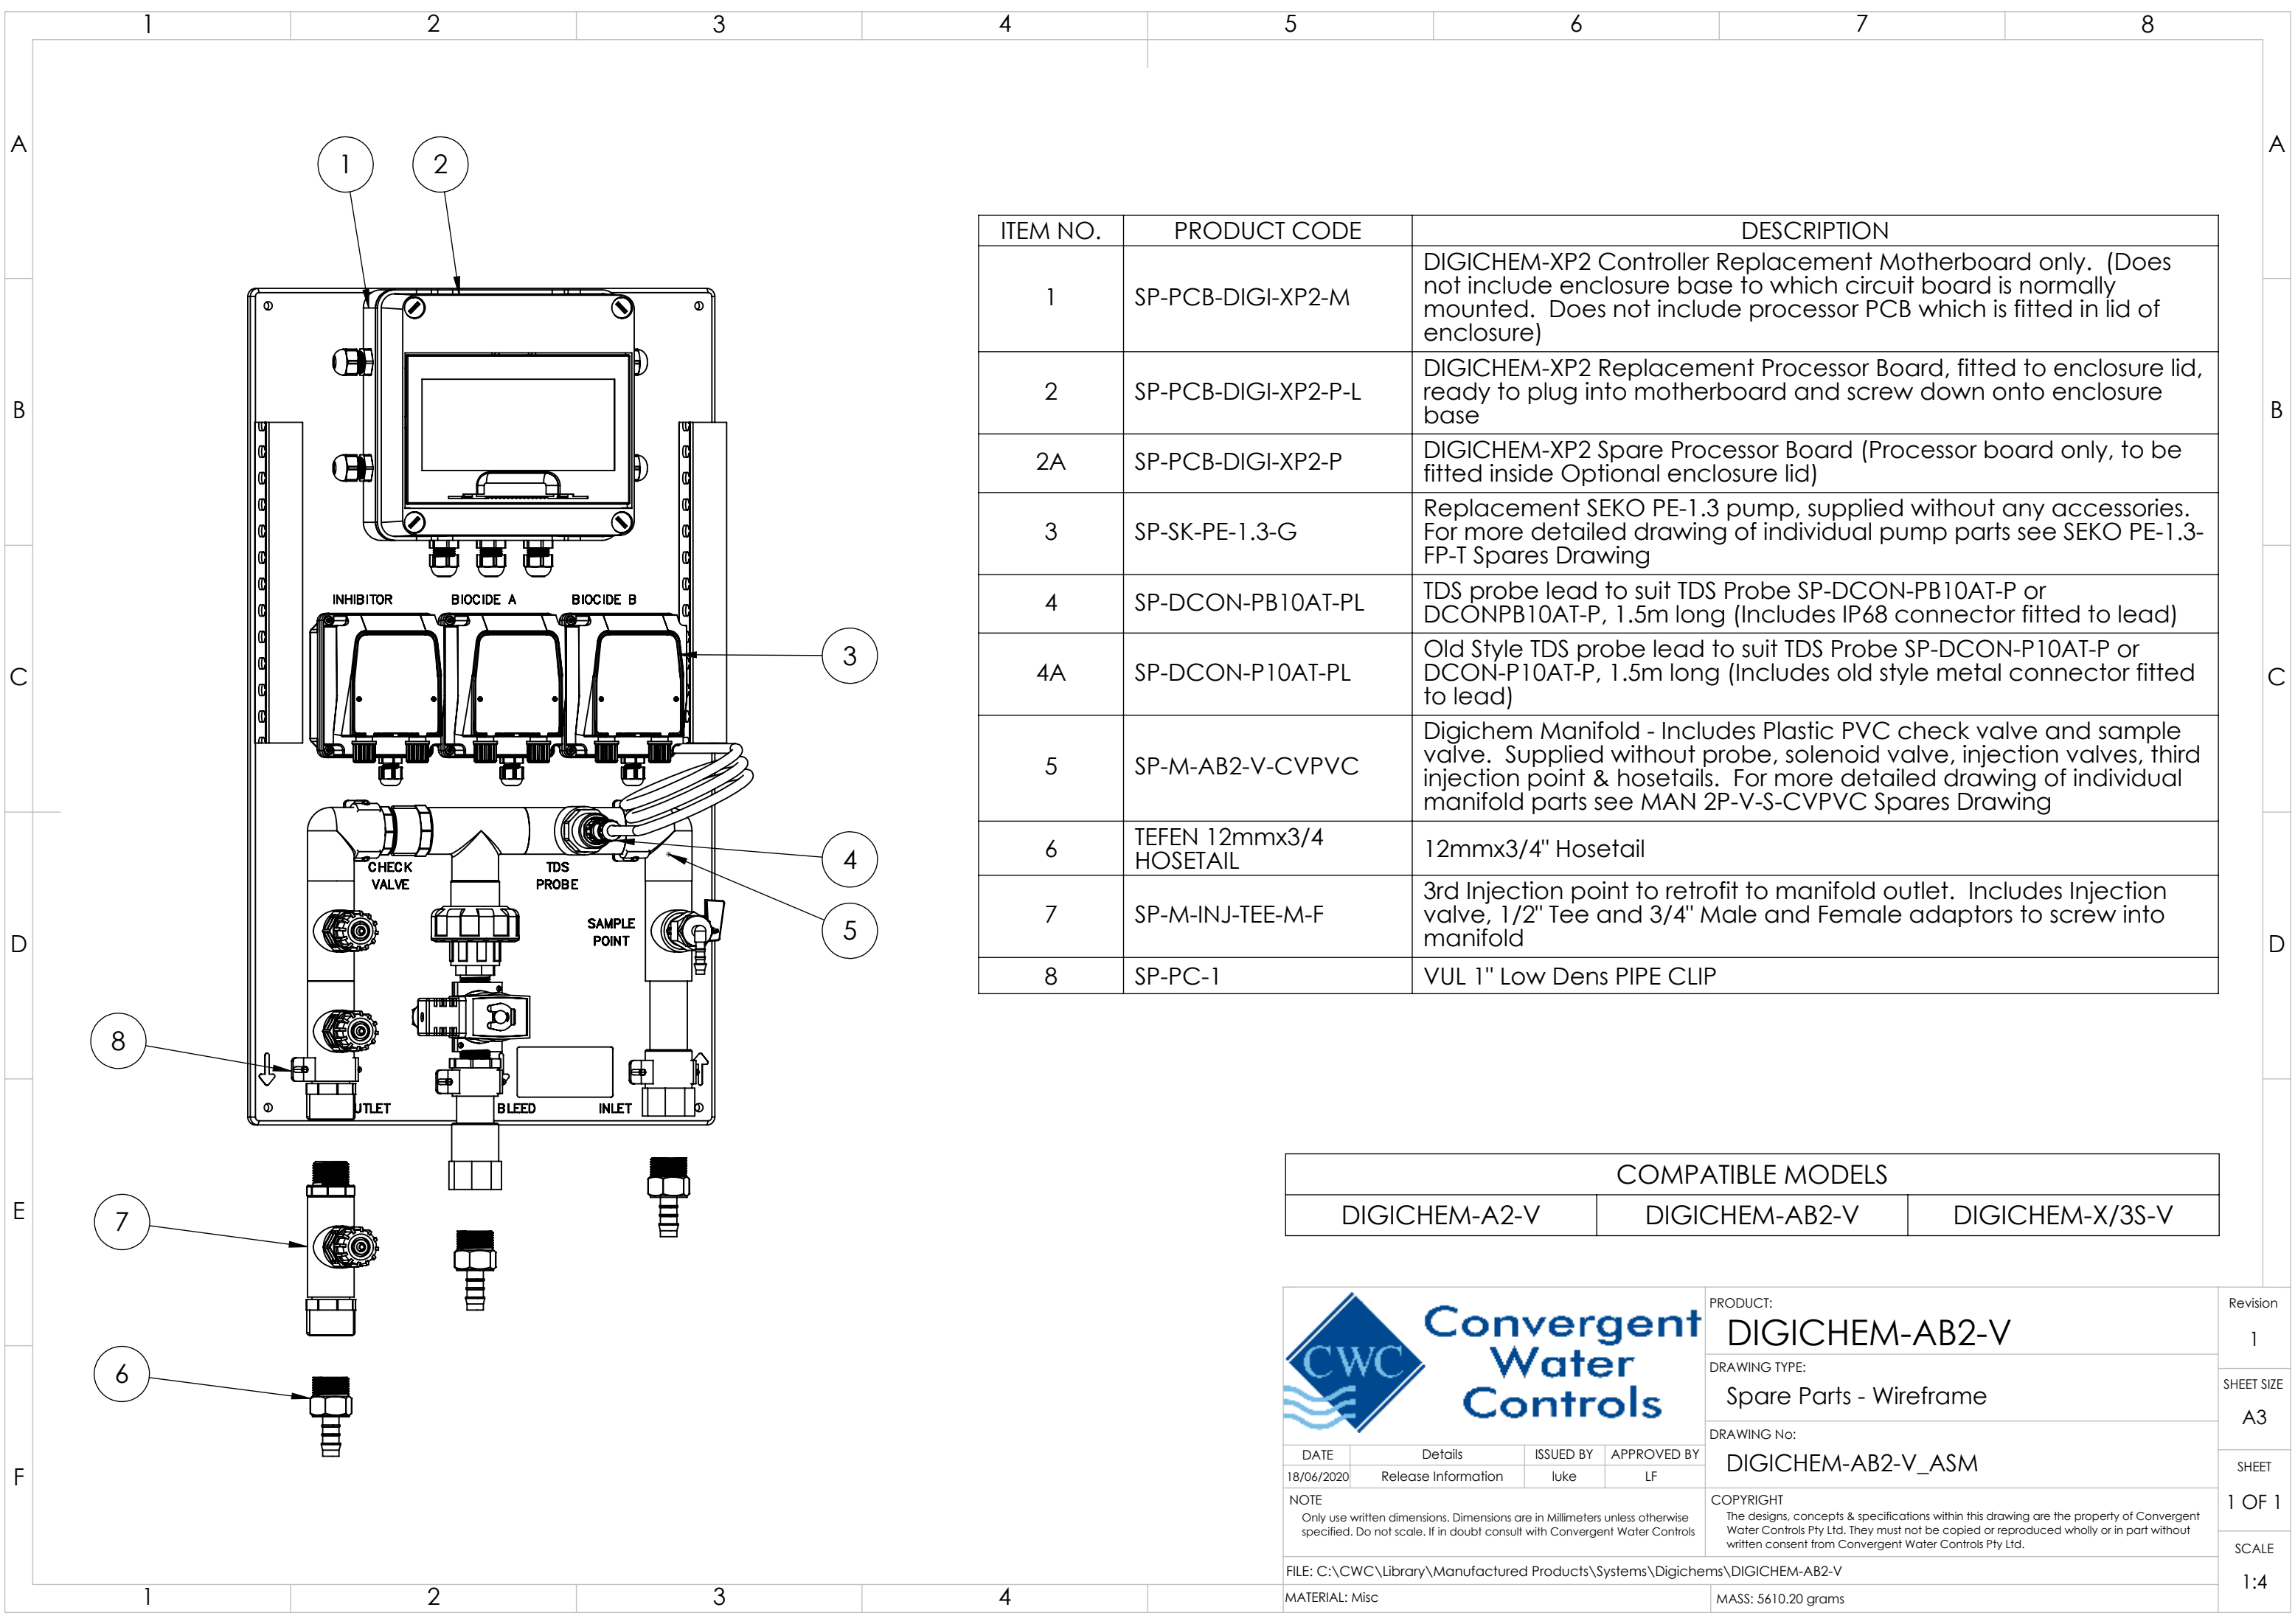 1 2 3 4 5 6 7 8
A A
B B
C C
D D
E
F
1 2 3 4
1 2
3
4
5
8
7
6
INHIBITOR BIOCIDE A BIOCIDE B
CHECK
VALVE
TDS
PROBE
SAMPLE
POINT
UTLET BLEED INLET
ITEM NO. PRODUCT CODE DESCRIPTION
1 SP-PCB-DIGI-XP2-M
DIGICHEM-XP2 Controller Replacement Motherboard only. (Does
not include enclosure base to which circuit board is normally
mounted. Does not include processor PCB which is fitted in lid of
enclosure)
2 SP-PCB-DIGI-XP2-P-L
DIGICHEM-XP2 Replacement Processor Board, fitted to enclosure lid,
ready to plug into motherboard and screw down onto enclosure
base
2A SP-PCB-DIGI-XP2-P
DIGICHEM-XP2 Spare Processor Board (Processor board only, to be
fitted inside Optional enclosure lid)
3 SP-SK-PE-1.3-G
Replacement SEKO PE-1.3 pump, supplied without any accessories.
For more detailed drawing of individual pump parts see SEKO PE-1.3-
FP-T Spares Drawing
4 SP-DCON-PB10AT-PL
TDS probe lead to suit TDS Probe SP-DCON-PB10AT-P or
DCONPB10AT-P, 1.5m long (Includes IP68 connector fitted to lead)
4A SP-DCON-P10AT-PL
Old Style TDS probe lead to suit TDS Probe SP-DCON-P10AT-P or
DCON-P10AT-P, 1.5m long (Includes old style metal connector fitted
to lead)
5 SP-M-AB2-V-CVPVC
Digichem Manifold - Includes Plastic PVC check valve and sample
valve. Supplied without probe, solenoid valve, injection valves, third
injection point & hosetails. For more detailed drawing of individual
manifold parts see MAN 2P-V-S-CVPVC Spares Drawing
6 TEFEN 12mmx3/4
HOSETAIL
12mmx3/4" Hosetail
7 SP-M-INJ-TEE-M-F
3rd Injection point to retrofit to manifold outlet. Includes Injection
valve, 1/2" Tee and 3/4" Male and Female adaptors to screw into
manifold
8 SP-PC-1 VUL 1" Low Dens PIPE CLIP
COMPATIBLE MODELS
DIGICHEM-A2-V DIGICHEM-AB2-V DIGICHEM-X/3S-V
CWC
Convergent
Water
Controls
PRODUCT:
DIGICHEM-AB2-V
DRAWING TYPE:
Spare Parts - Wireframe
DRAWING No:
DIGICHEM-AB2-V_ASM
Revision
1
SHEET SIZE
A3
SHEET
1 OF 1
SCALE
1:4
DATE Details ISSUED BY APPROVED BY
18/06/2020 Release Information luke LF
NOTE
Only use written dimensions. Dimensions are in Millimeters unless otherwise
specified. Do not scale. If in doubt consult with Convergent Water Controls
COPYRIGHT
The designs, concepts & specifications within this drawing are the property of Convergent
Water Controls Pty Ltd. They must not be copied or reproduced wholly or in part without
written consent from Convergent Water Controls Pty Ltd.
FILE: C:\CWC\Library\Manufactured Products\Systems\Digichems\DIGICHEM-AB2-V
MATERIAL: Misc MASS: 5610.20 grams